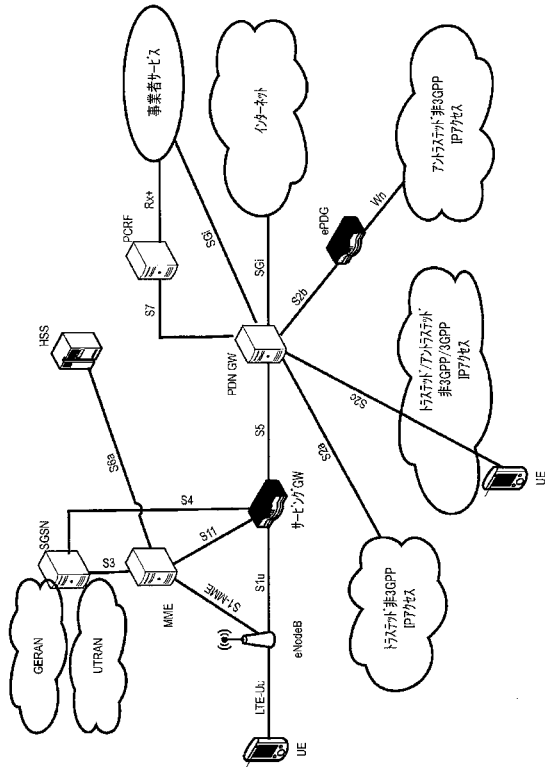 事業者サービス
インターネット
アントラステッド非3GPP
IPアクセス
Rx+
PCRF
SGi
SGi
ePDG
Wn
S7
S2b
HSS
PDN GW
トラステッド/アントラステッド
非3GPP/3GPP
IPアクセス
S6a
S5
S2c
S2a
UE
SGSN
S4
S3
S11
サービングGW
MME
S1-MME
S1u
トラステッド非3GPP
IPアクセス
GERAN
UTRAN
eNodeB
LTE-Uu
UE